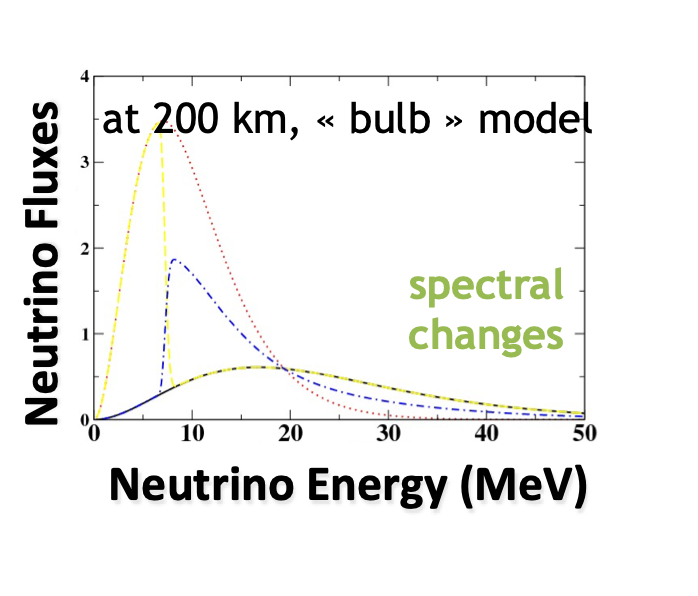 4
at 200 km, « bulb » model
3
2
1
0
Neutrino Fluxes
spectral
changes
0 10 20 30 40 50
Neutrino Energy (MeV)